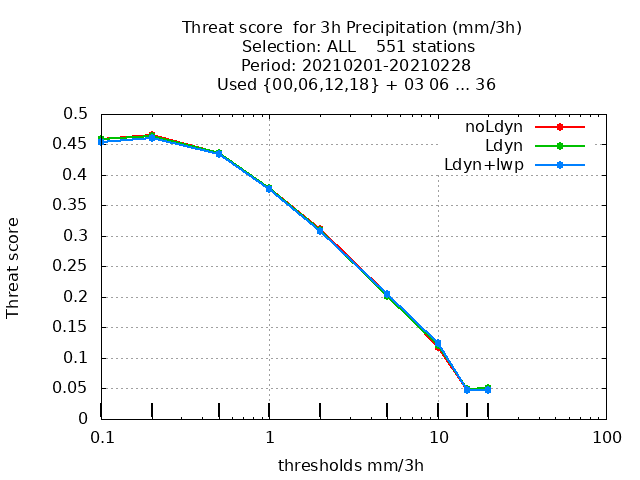 Threat score  for 3h Precipitation (mm/3h)
Selection: ALL    551 stations
Period: 20210201-20210228
Used {00,06,12,18} + 03 06 ... 36
noLdyn
Ldyn
Ldyn+lwp
0.5
0.45
0.4
0.35
0.3
0.25
0.2
0.15
0.1
0.05
0
Threat score
0.1 1 10 100
thresholds mm/3h